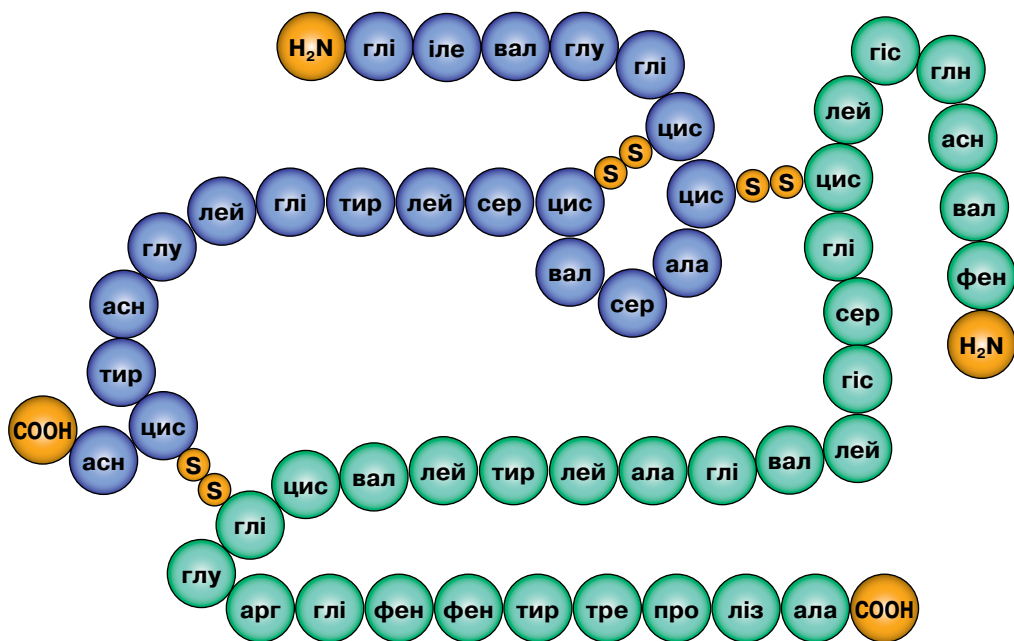 H₂N глі іле вал глу глі
цис
S S
цис
ала
сер
вал
цис
сер
лей
тир
глі
лей
глу
асн
тир
цис
асн
COOH
S S
S S
H₂N
фен
вал
асн
глн
гіс
лей
цис
глі
сер
гіс
лей
вал
глі
ала
лей
тир
лей
вал
цис
глі
глу
арг глі фен фен тир тре про ліз ала COOH